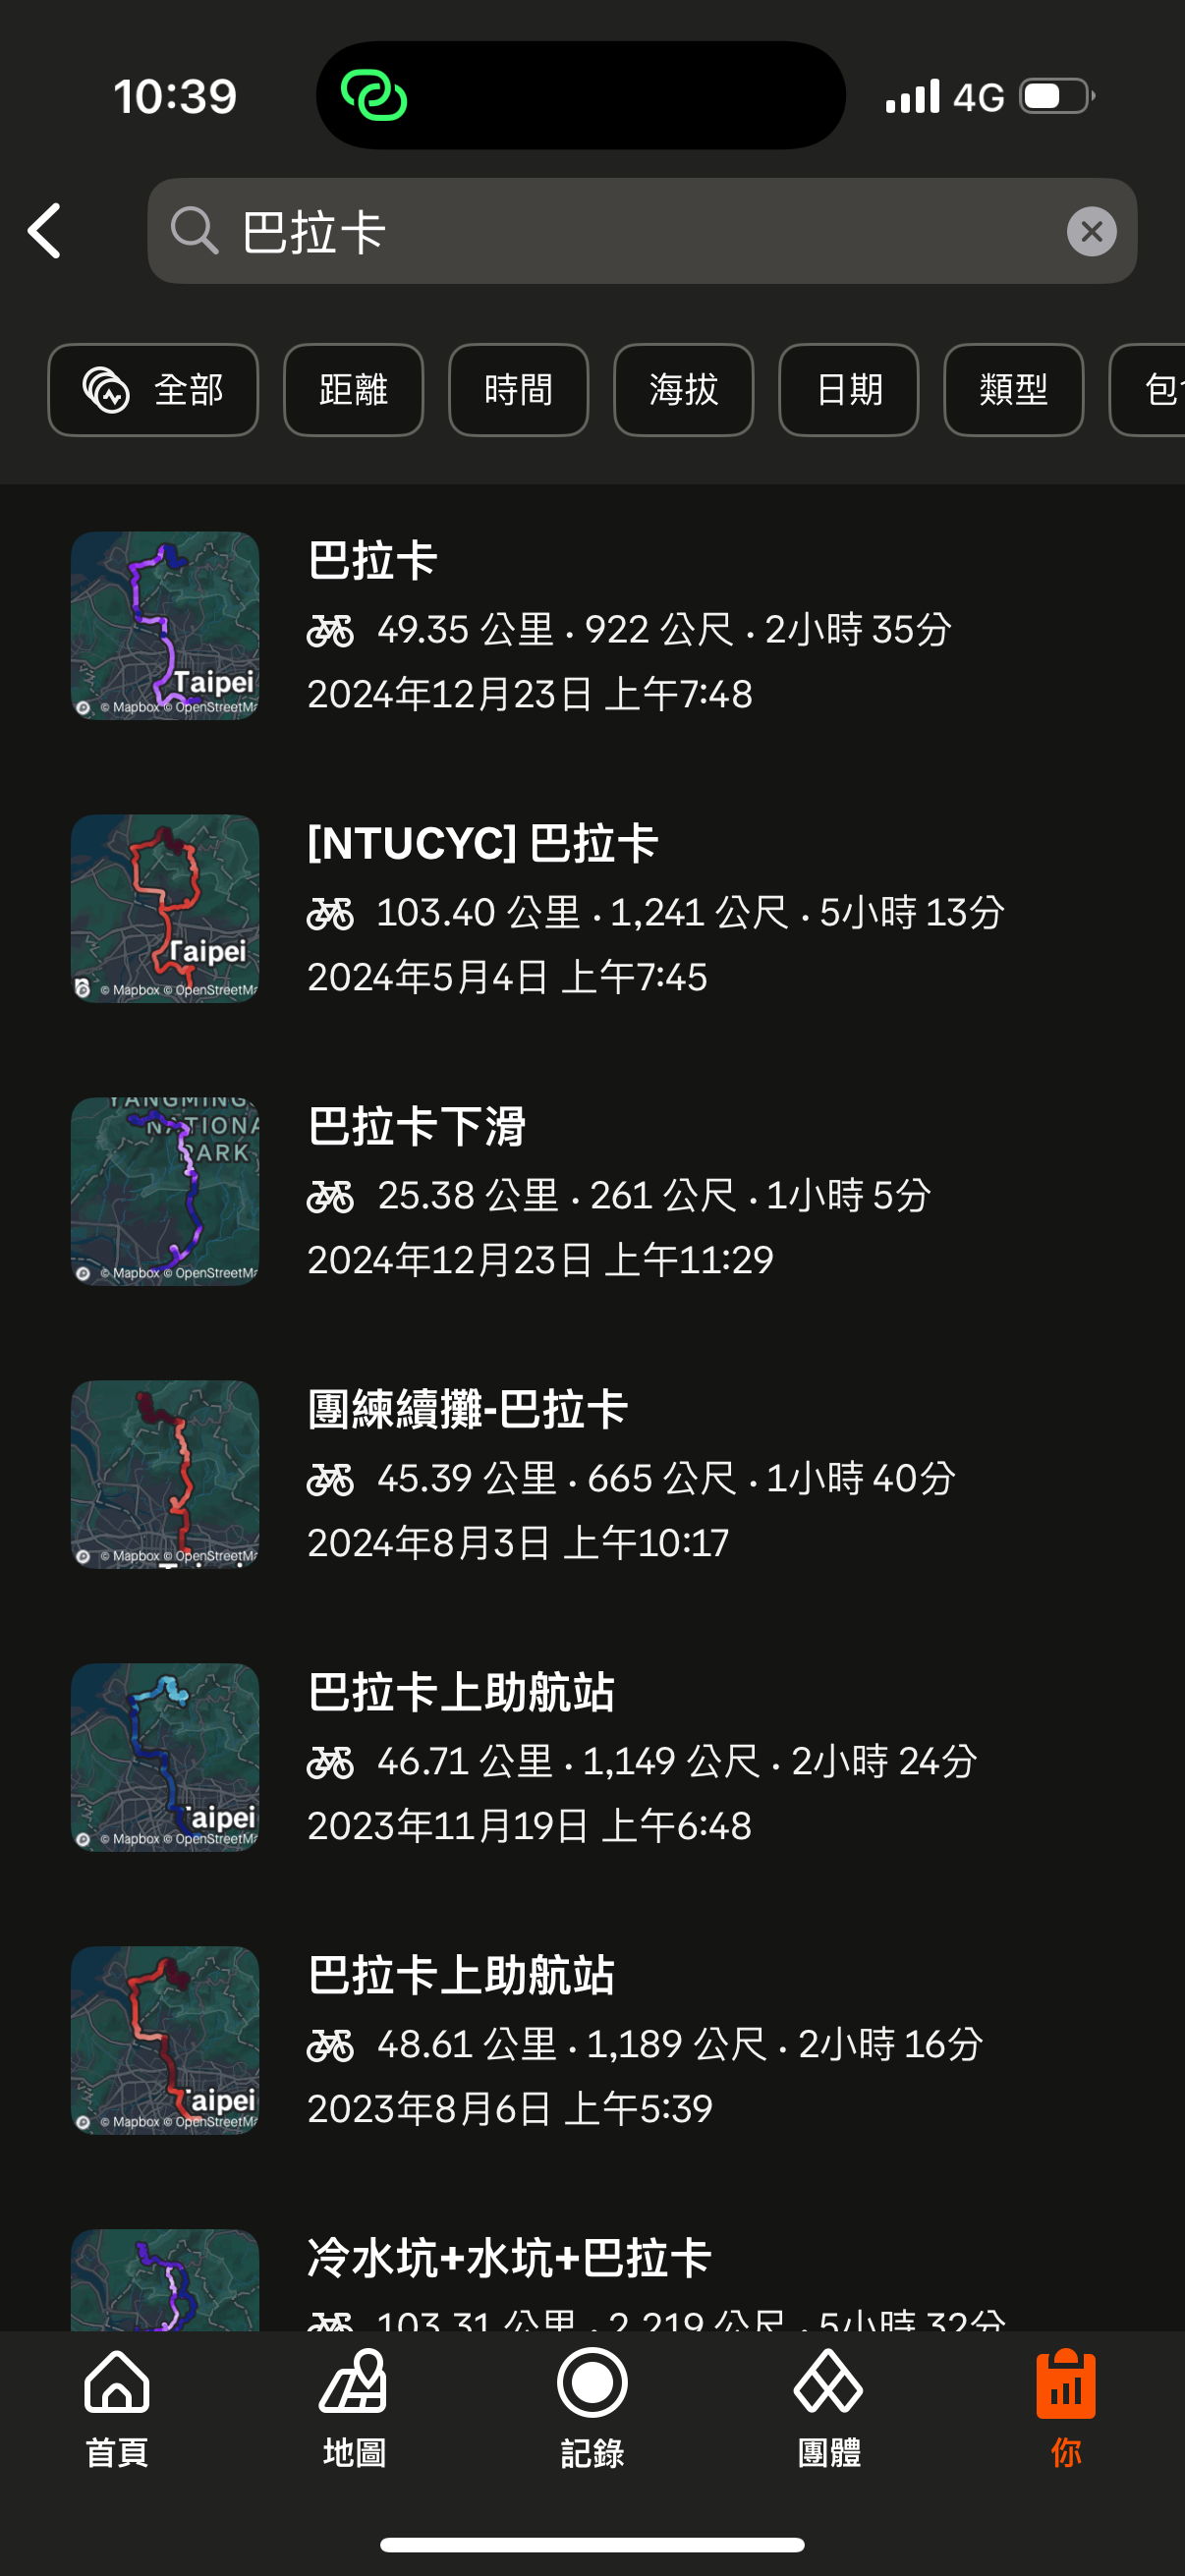 10:39
4G
巴拉卡
全部 距離 時間 海拔 日期 類型
巴拉卡
49.35 公里 · 922 公尺 · 2小時 35分
2024年12月23日 上午7:48
Taipei
© Mapbox © OpenStreetMa
[NTUCYC] 巴拉卡
103.40 公里 · 1,241 公尺 · 5小時 13分
2024年5月4日 上午7:45
Taipei
© Mapbox © OpenStreetMa
YANGMING
NATIONA
PARK
巴拉卡下滑
25.38 公里 · 261 公尺 · 1小時 5分
2024年12月23日 上午11:29
© Mapbox © OpenStreetMa
團練續攤-巴拉卡
45.39 公里 · 665 公尺 · 1小時 40分
2024年8月3日 上午10:17
© Mapbox © OpenStreetMa
巴拉卡上助航站
46.71 公里 · 1,149 公尺 · 2小時 24分
2023年11月19日 上午6:48
Taipei
© Mapbox © OpenStreetMa
巴拉卡上助航站
48.61 公里 · 1,189 公尺 · 2小時 16分
2023年8月6日 上午5:39
Taipei
© Mapbox © OpenStreetMa
冷水坑+水坑+巴拉卡
103.31 公里 · 2,219 公尺 · 5小時 32分
首頁 地圖 記錄 團體 你